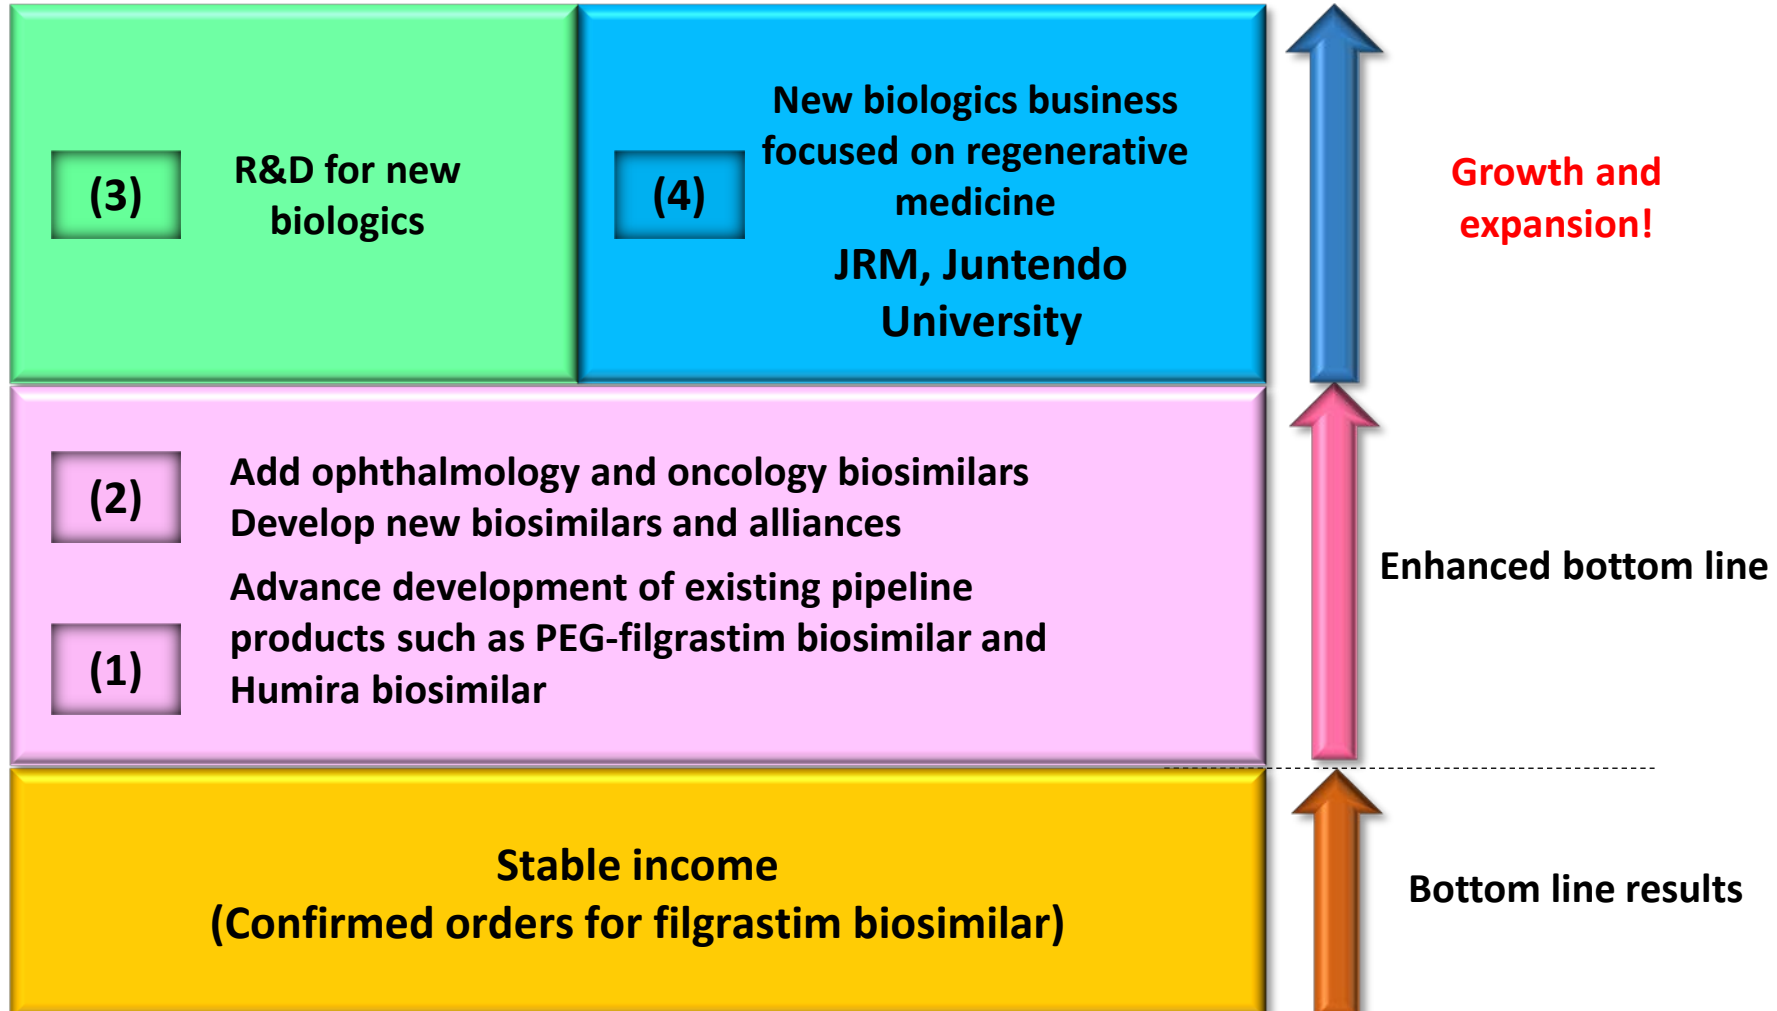 (3)
R&D for new
biologics
(4)
New biologics business
focused on regenerative
medicine
JRM, Juntendo
University
Growth and
expansion!
(2)
Add ophthalmology and oncology biosimilars
Develop new biosimilars and alliances
(1)
Advance development of existing pipeline
products such as PEG-filgrastim biosimilar and
Humira biosimilar
Enhanced bottom line
Stable income
(Confirmed orders for filgrastim biosimilar)
Bottom line results